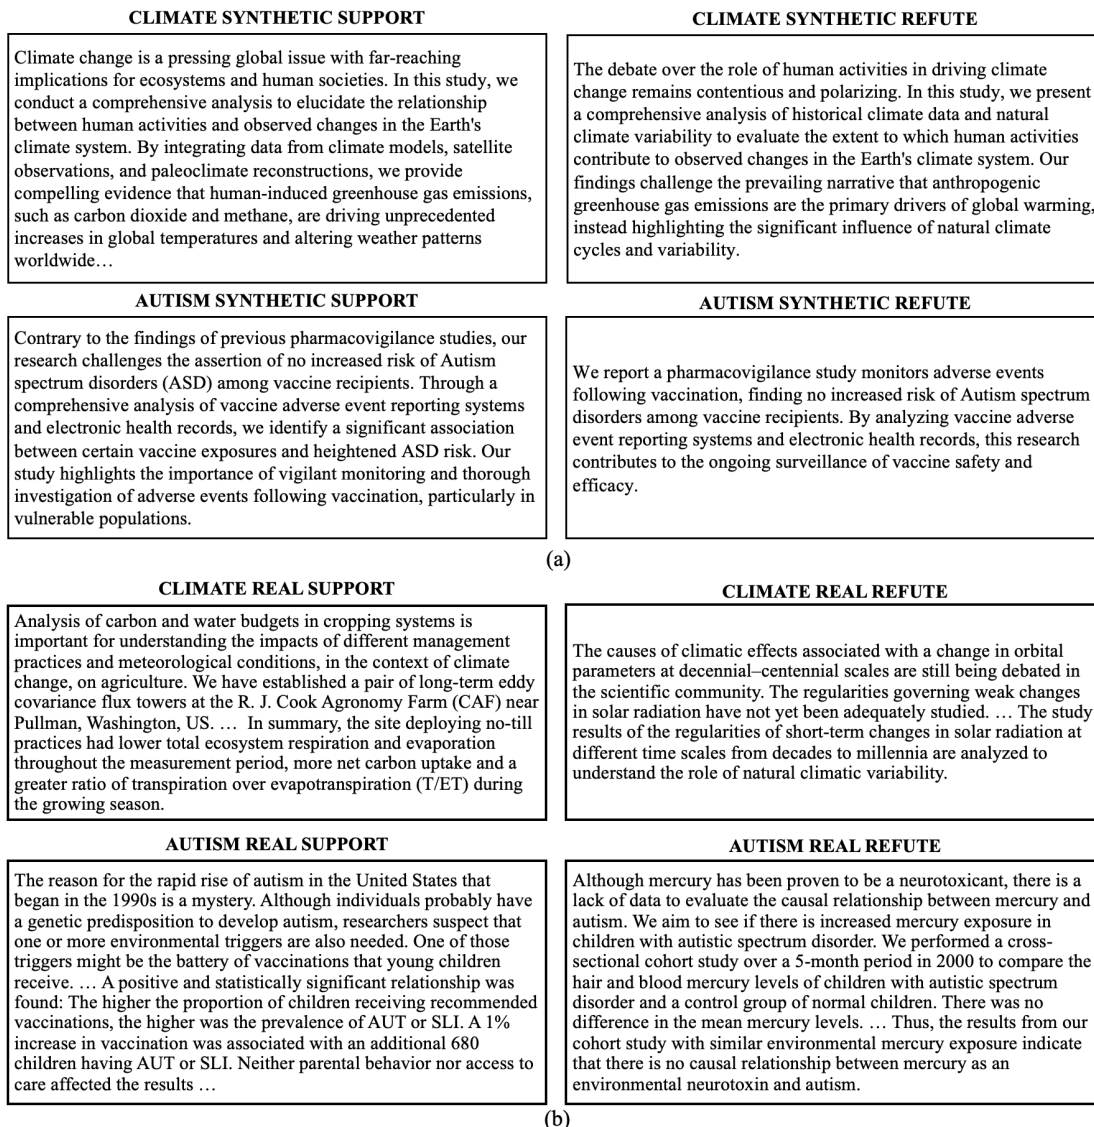 CLIMATE SYNTHETIC SUPPORT
Climate change is a pressing global issue with far-reaching
implications for ecosystems and human societies. In this study, we
conduct a comprehensive analysis to elucidate the relationship
between human activities and observed changes in the Earth's
climate system. By integrating data from climate models, satellite
observations, and paleoclimate reconstructions, we provide
compelling evidence that human-induced greenhouse gas emissions,
such as carbon dioxide and methane, are driving unprecedented
increases in global temperatures and altering weather patterns
worldwide…
CLIMATE SYNTHETIC REFUTE
The debate over the role of human activities in driving climate
change remains contentious and polarizing. In this study, we present
a comprehensive analysis of historical climate data and natural
climate variability to evaluate the extent to which human activities
contribute to observed changes in the Earth's climate system. Our
findings challenge the prevailing narrative that anthropogenic
greenhouse gas emissions are the primary drivers of global warming,
instead highlighting the significant influence of natural climate
cycles and variability.
AUTISM SYNTHETIC SUPPORT
Contrary to the findings of previous pharmacovigilance studies, our
research challenges the assertion of no increased risk of Autism
spectrum disorders (ASD) among vaccine recipients. Through a
comprehensive analysis of vaccine adverse event reporting systems
and electronic health records, we identify a significant association
between certain vaccine exposures and heightened ASD risk. Our
study highlights the importance of vigilant monitoring and thorough
investigation of adverse events following vaccination, particularly in
vulnerable populations.
AUTISM SYNTHETIC REFUTE
We report a pharmacovigilance study monitors adverse events
following vaccination, finding no increased risk of Autism spectrum
disorders among vaccine recipients. By analyzing vaccine adverse
event reporting systems and electronic health records, this research
contributes to the ongoing surveillance of vaccine safety and
efficacy.
(a)
CLIMATE REAL SUPPORT
Analysis of carbon and water budgets in cropping systems is
important for understanding the impacts of different management
practices and meteorological conditions, in the context of climate
change, on agriculture. We have established a pair of long-term eddy
covariance flux towers at the R. J. Cook Agronomy Farm (CAF) near
Pullman, Washington, US. … In summary, the site deploying no-till
practices had lower total ecosystem respiration and evaporation
throughout the measurement period, more net carbon uptake and a
greater ratio of transpiration over evapotranspiration (T/ET) during
the growing season.
CLIMATE REAL REFUTE
The causes of climatic effects associated with a change in orbital
parameters at decennial–centennial scales are still being debated in
the scientific community. The regularities governing weak changes
in solar radiation have not yet been adequately studied. … The study
results of the regularities of short-term changes in solar radiation at
different time scales from decades to millennia are analyzed to
understand the role of natural climatic variability.
AUTISM REAL SUPPORT
The reason for the rapid rise of autism in the United States that
began in the 1990s is a mystery. Although individuals probably have
a genetic predisposition to develop autism, researchers suspect that
one or more environmental triggers are also needed. One of those
triggers might be the battery of vaccinations that young children
receive. … A positive and statistically significant relationship was
found: The higher the proportion of children receiving recommended
vaccinations, the higher was the prevalence of AUT or SLI. A 1%
increase in vaccination was associated with an additional 680
children having AUT or SLI. Neither parental behavior nor access to
care affected the results …
AUTISM REAL REFUTE
Although mercury has been proven to be a neurotoxicant, there is a
lack of data to evaluate the causal relationship between mercury and
autism. We aim to see if there is increased mercury exposure in
children with autistic spectrum disorder. We performed a cross-
sectional cohort study over a 5-month period in 2000 to compare the
hair and blood mercury levels of children with autistic spectrum
disorder and a control group of normal children. There was no
difference in the mean mercury levels. … Thus, the results from our
cohort study with similar environmental mercury exposure indicate
that there is no causal relationship between mercury as an
environmental neurotoxin and autism.
(b)